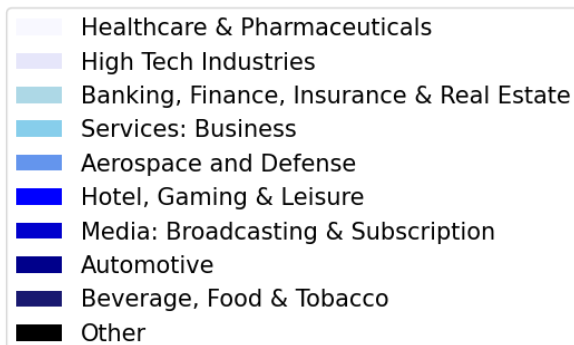 Healthcare & Pharmaceuticals
High Tech Industries
Banking, Finance, Insurance & Real Estate
Services: Business
Aerospace and Defense
Hotel, Gaming & Leisure
Media: Broadcasting & Subscription
Automotive
Beverage, Food & Tobacco
Other